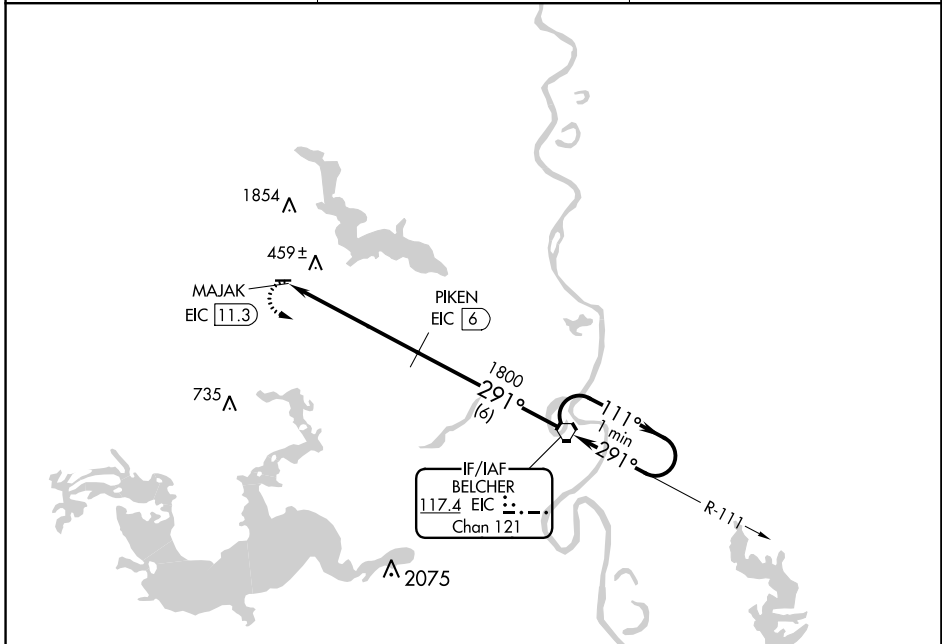 1854
459±
MAJAK
EIC 11.3
PIKEN
EIC 6
1800
291°
(6)
735
111°
1 min
291°
IF/IAF
BELCHER
117.4 EIC
Chan 121
R-111
2075